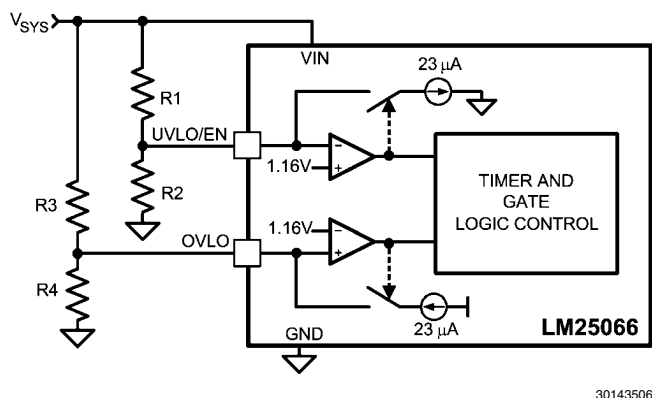 VSYS
VIN
23 μA
R1
UVLO/EN
1.16V
R2
R3
TIMER AND
GATE
LOGIC CONTROL
1.16V
OVLO
R4
23 μA
LM25066
GND
30143506